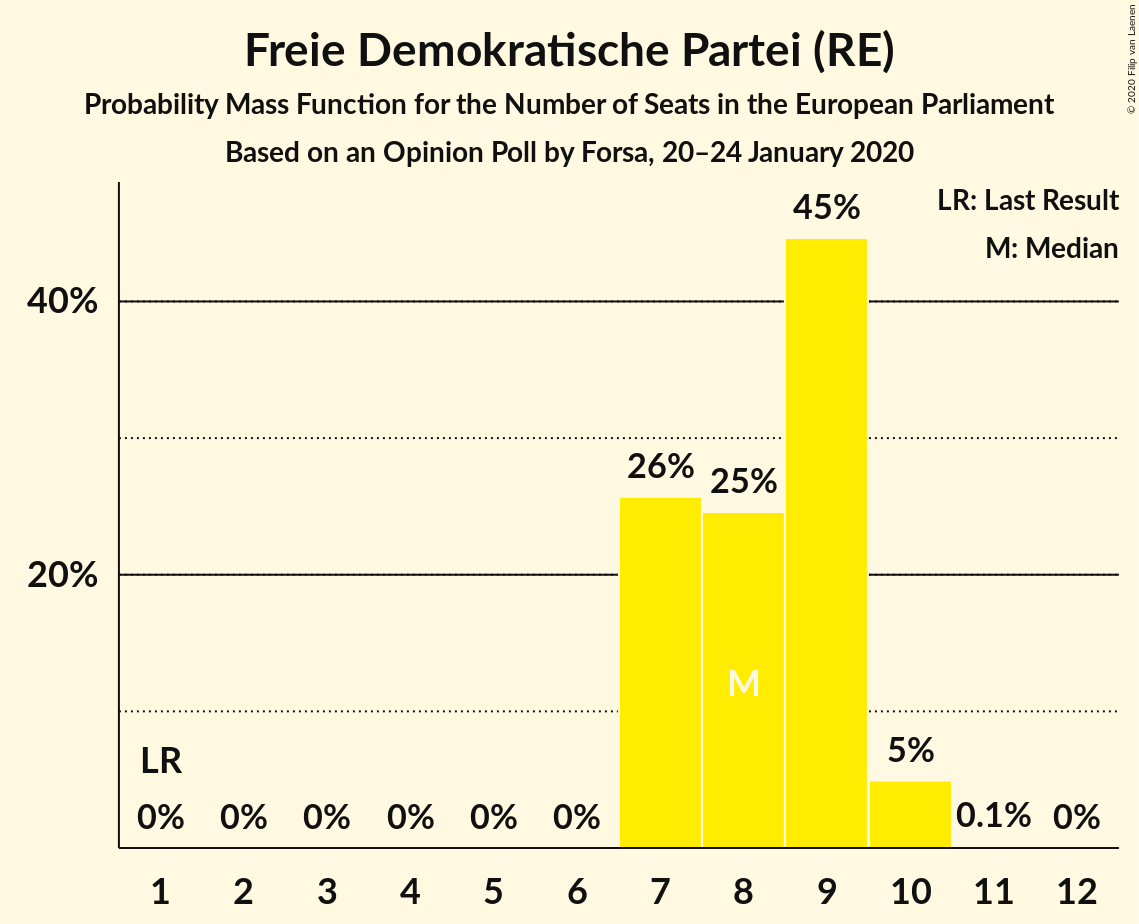 Freie Demokratische Partei (RE)
Probability Mass Function for the Number of Seats in the European Parliament
Based on an Opinion Poll by Forsa, 20–24 January 2020
© 2020 Filip van Laenen
LR: Last Result
M: Median
45%
40%
26%
25%
20%
M
LR
5%
0% 0% 0% 0% 0% 0% 0.1% 0%
1 2 3 4 5 6 7 8 9 10 11 12